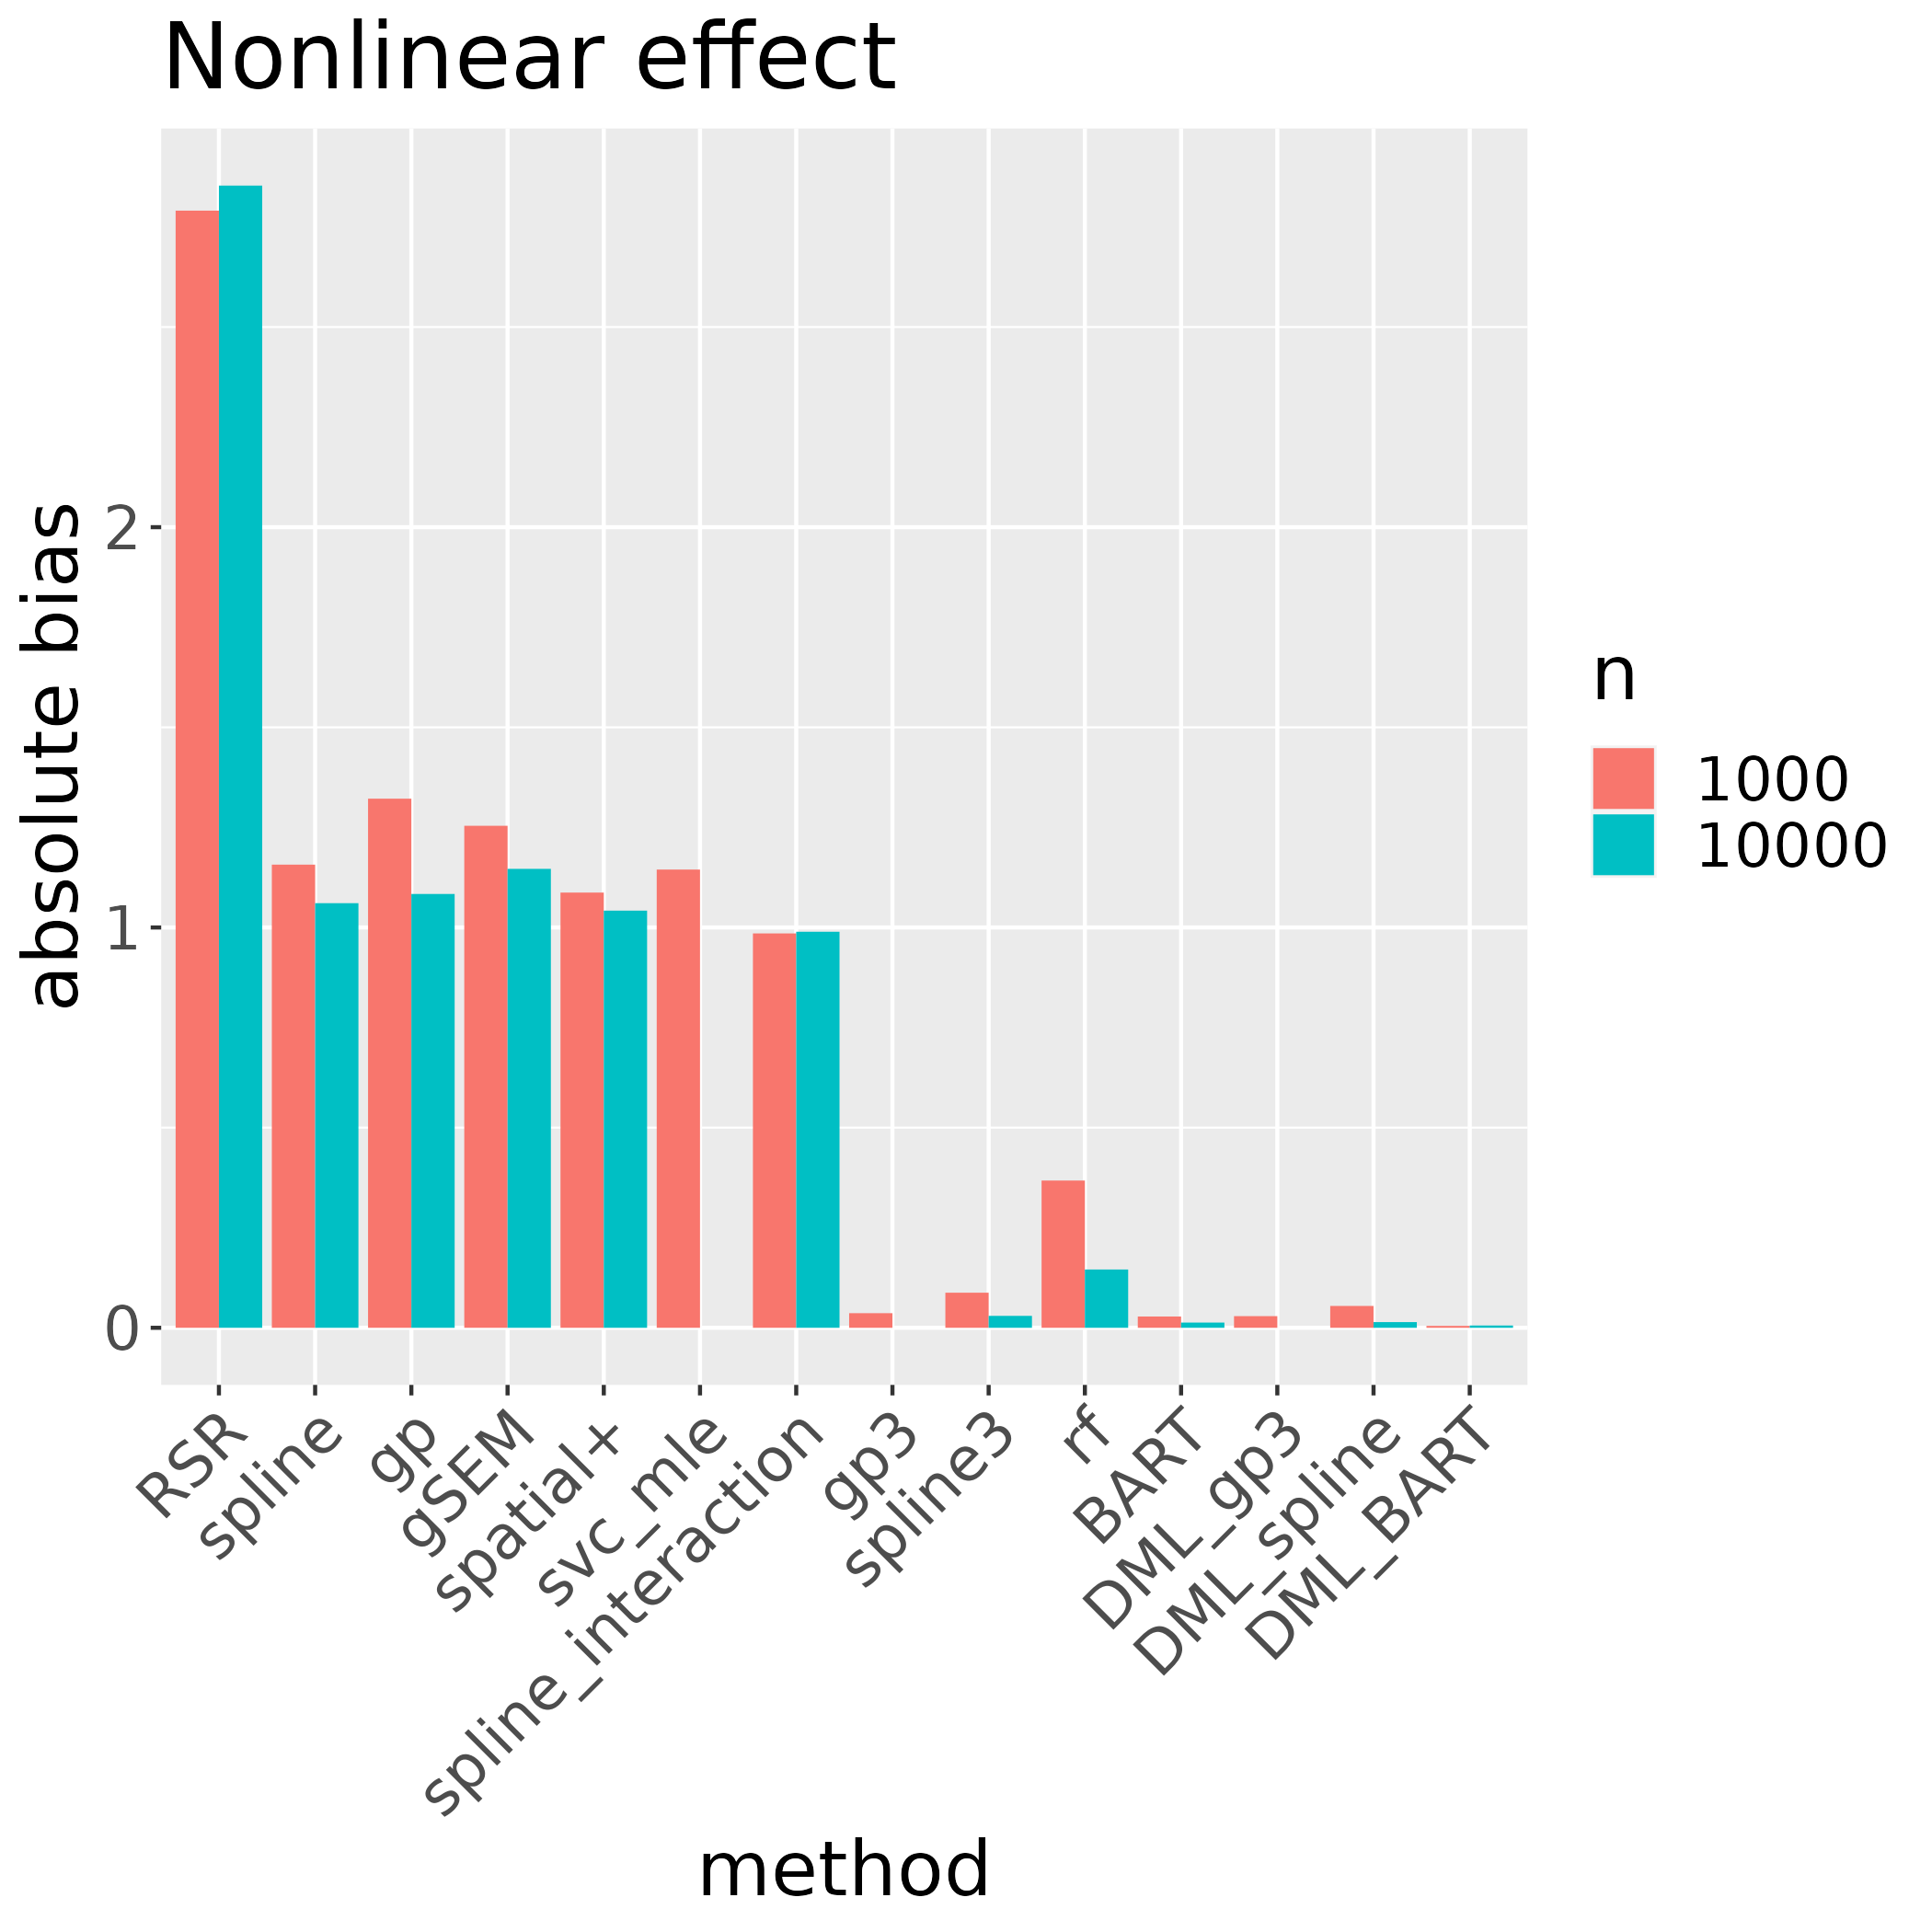 Nonlinear effect
absolute bias
2
1
0
RSR
spline
gp
gSEM
spatial+
svc_mle
spline_interaction
gp3
spline3
rf
BART
DML_gp3
DML_spline
DML_BART
method
n
1000
10000